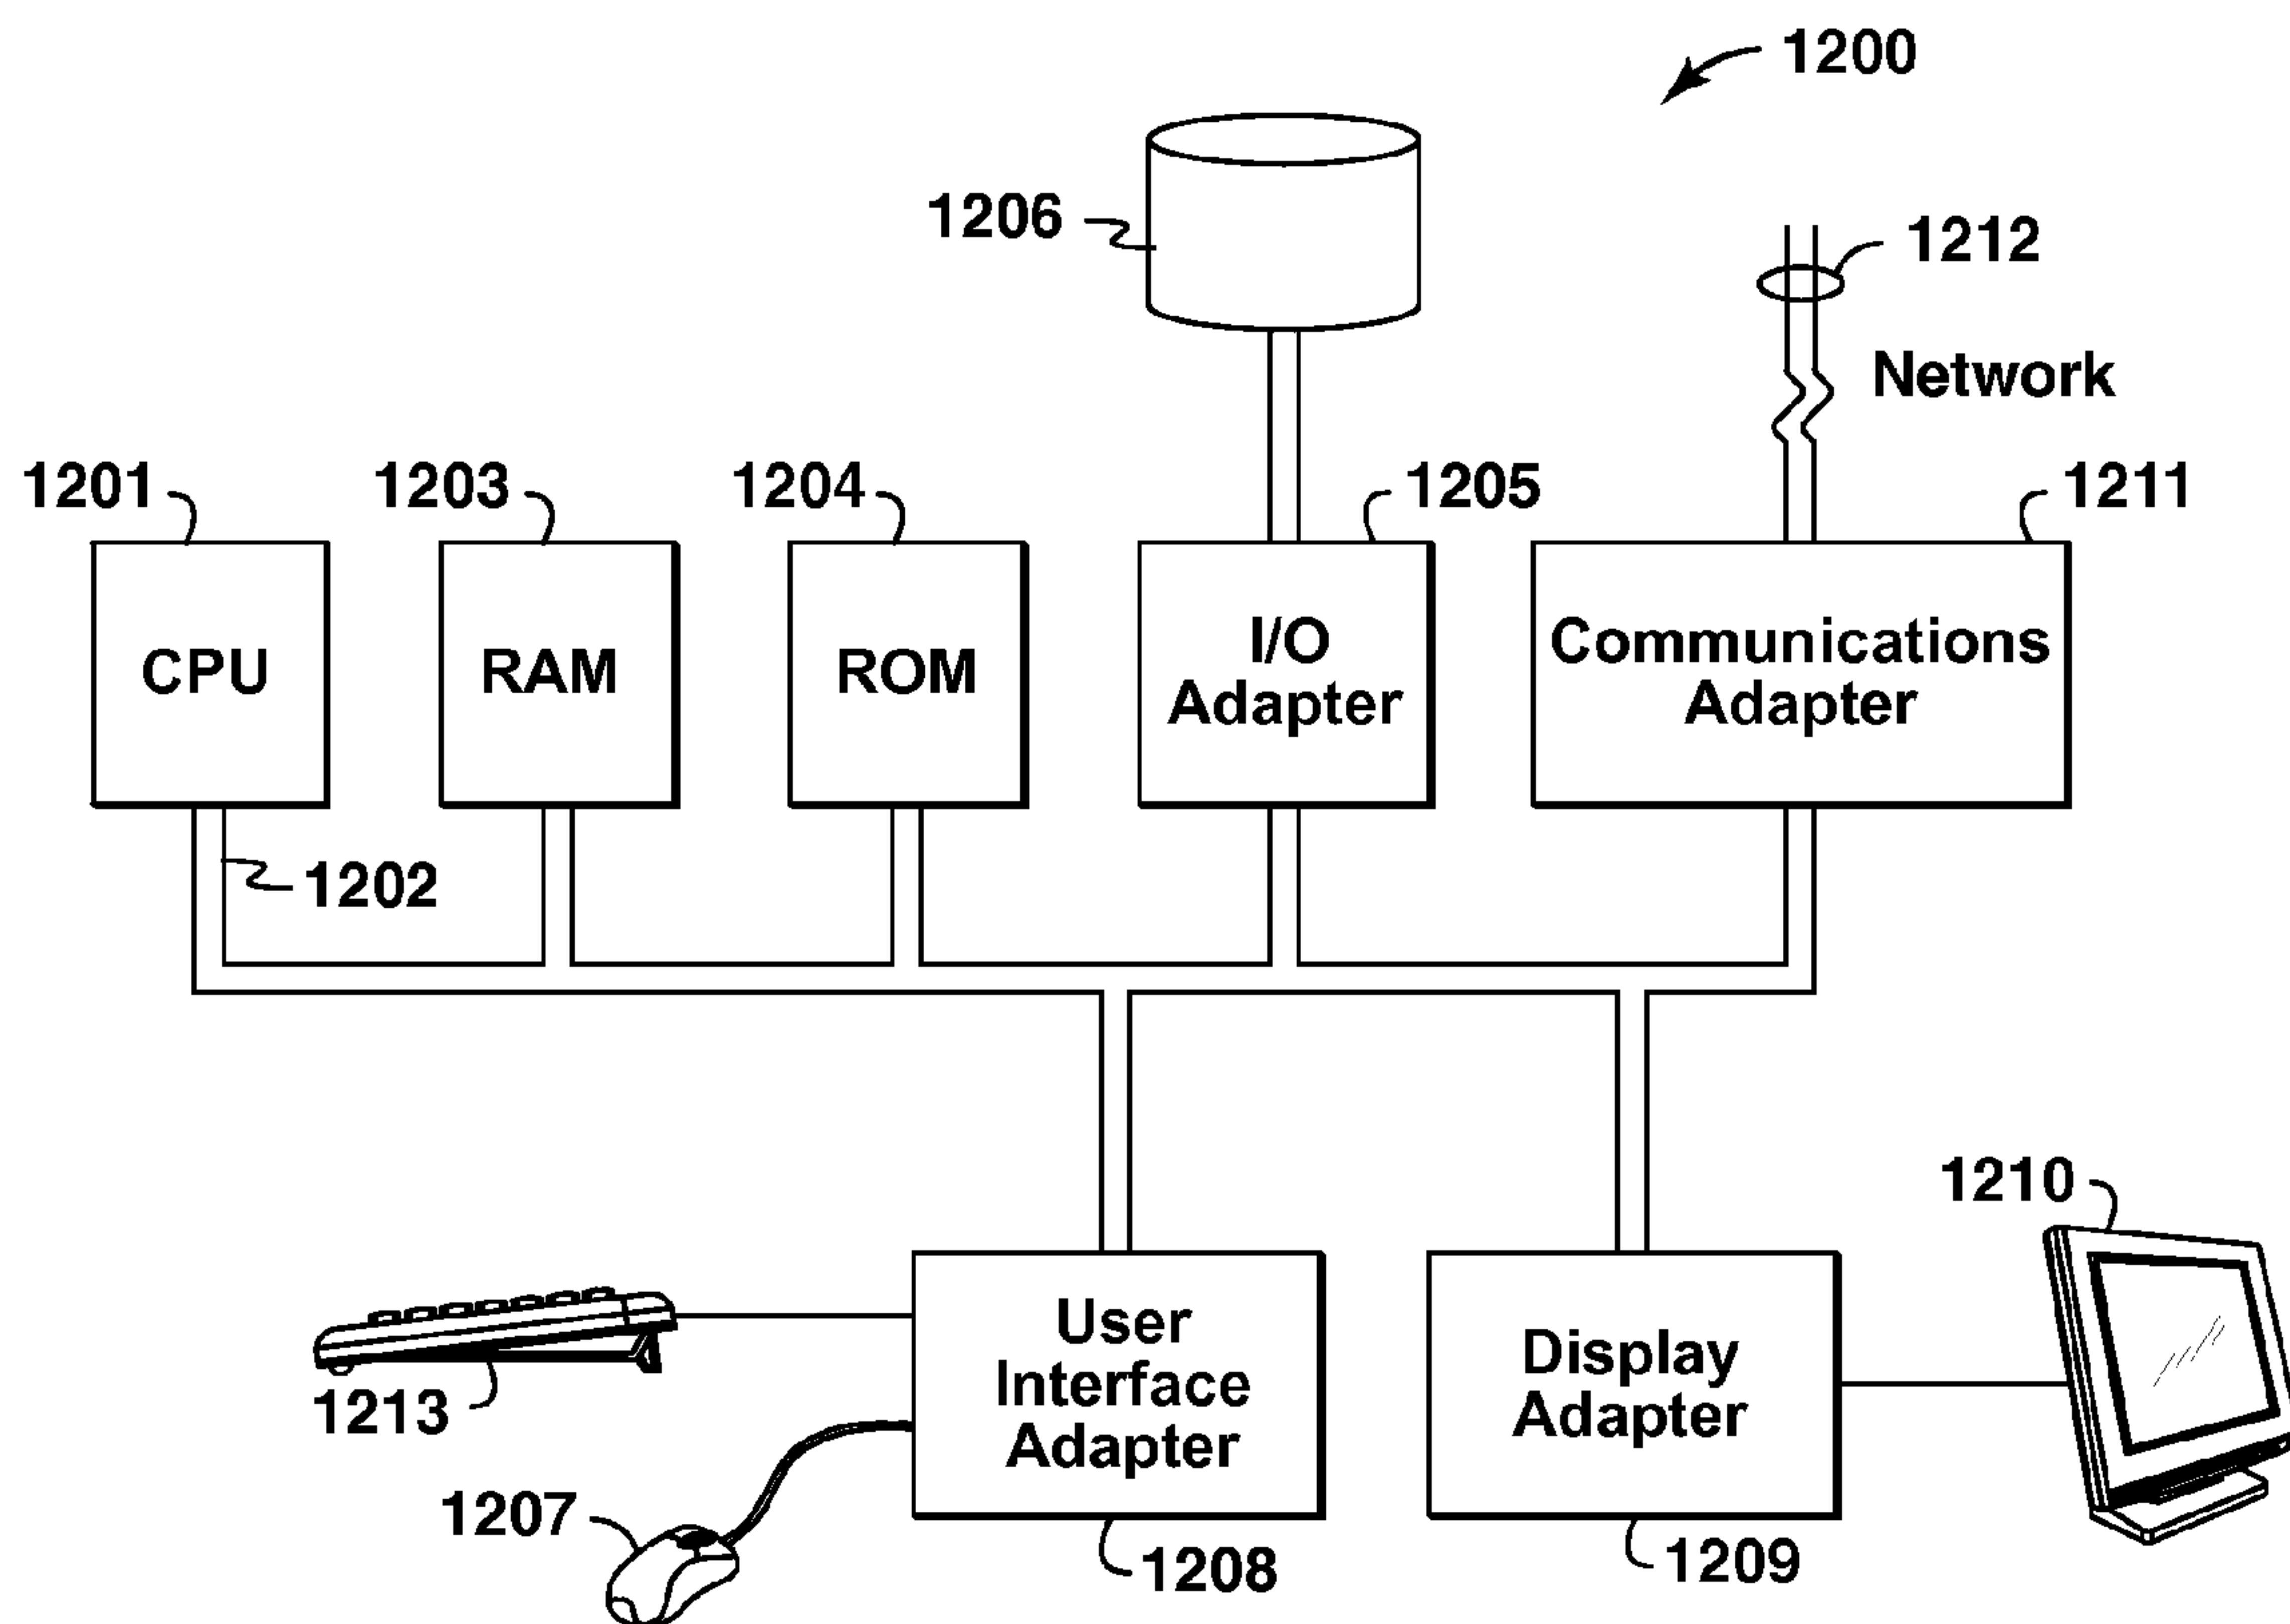 1200
1206
1212
Network
1201
1203
1204
1205
1211
CPU
RAM
ROM
I/O
Adapter
Communications
Adapter
1202
1210
User
Interface
Adapter
Display
Adapter
1213
1207
1208
1209